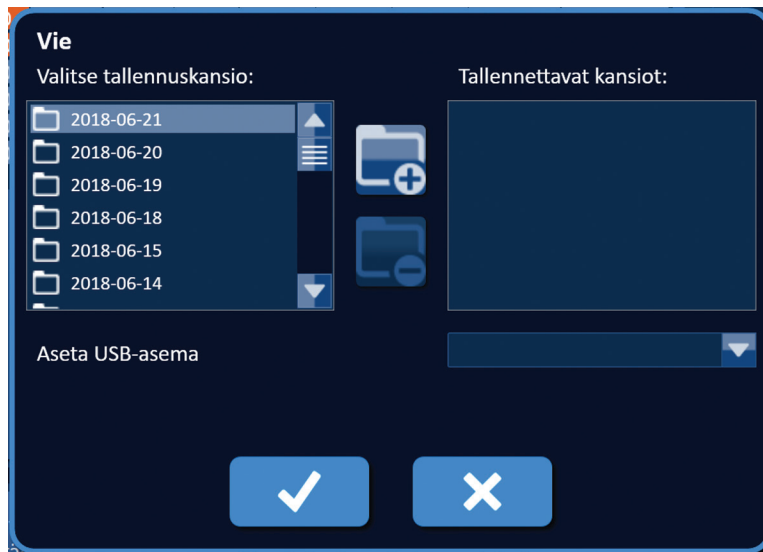 Vie
Valitse tallennuskansio:
Tallennettavat kansiot:
2018-06-21
2018-06-20
2018-06-19
2018-06-18
2018-06-15
2018-06-14
Aseta USB-asema